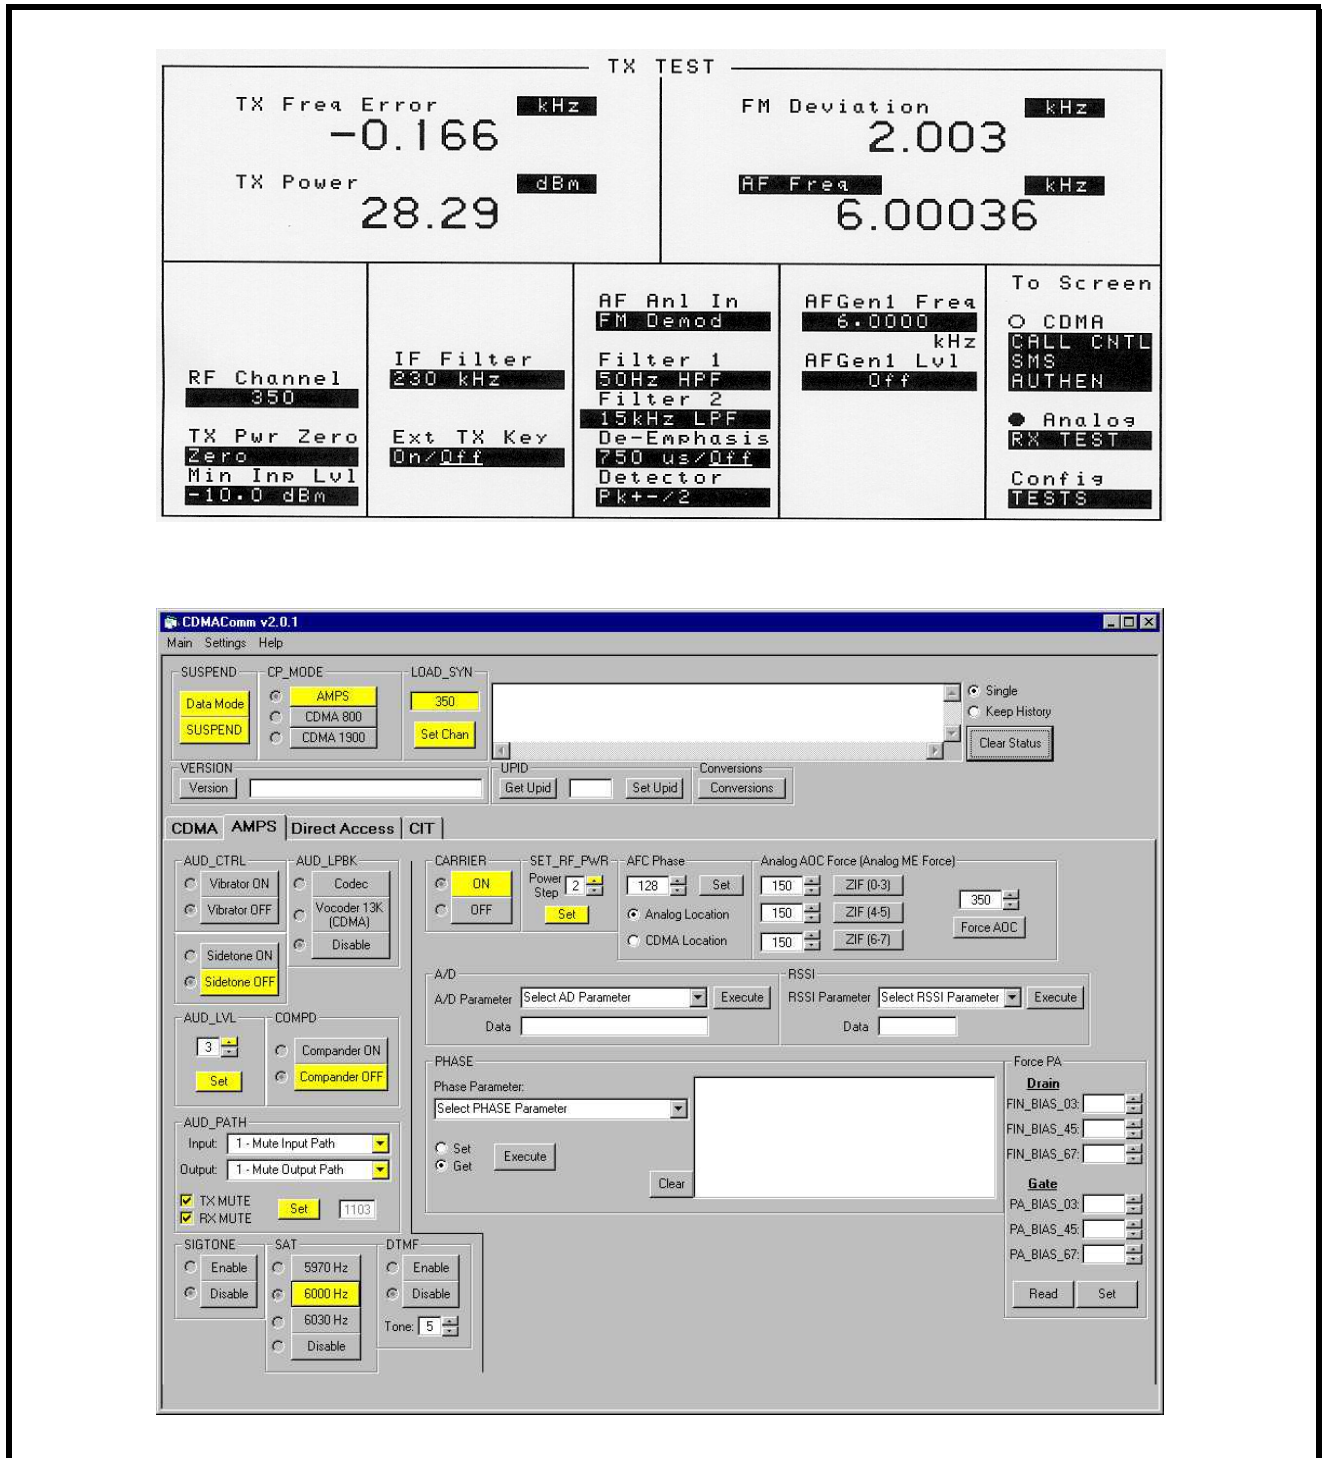 TX TEST
TX Freq Error kHz
-0.166
TX Power dBm
28.29
FM Deviation kHz
2.003
AF Freq kHz
6.00036
RF Channel
350
TX Pwr Zero
Zero
Min Inp Lvl
-10.0 dBm
IF Filter
230 kHz
Ext TX Key
On/Off
AF Anl In
FM Demod
Filter 1
50Hz HPF
Filter 2
15kHz LPF
De-Emphasis
750 us/Off
Detector
Pk+-/2
AFGen1 Freq
6.0000
kHz
AFGen1 Lvl
Off
To Screen
CDMA
CALL CNTL
SMS
AUTHEN
Analog
RX TEST
Config
TESTS
CDMAComm v2.0.1
Main Settings Help
SUSPEND
Data Mode
SUSPEND
CP_MODE
AMPS
CDMA 800
CDMA 1900
LOAD_SYN
350
Set Chan
Single
Keep History
Clear Status
VERSION
Version
UPID
Get Upid Set Upid
Conversions
Conversions
CDMA AMPS Direct Access CIT
AUD_CTRL
Vibrator ON
Vibrator OFF
Sidetone ON
Sidetone OFF
AUD_LPBK
Codec
Vocoder 13K
(CDMA)
Disable
AUD_LVL
3
Set
COMPD
Compander ON
Compander OFF
AUD_PATH
Input: 1 - Mute Input Path
Output: 1 - Mute Output Path
TX MUTE
RX MUTE
Set 1103
SIGTONE
Enable
Disable
SAT
5970 Hz
6000 Hz
6030 Hz
Disable
DTMF
Enable
Disable
Tone: 5
CARRIER
ON
OFF
SET_RF_PWR
Power
Step 2
Set
AFC Phase
128 Set
Analog Location
CDMA Location
Analog AOC Force (Analog ME Force)
150 ZIF (0-3)
150 ZIF (4-5)
150 ZIF (6-7)
350
Force AOC
A/D
A/D Parameter Select AD Parameter Execute
Data
RSSI
RSSI Parameter Select RSSI Parameter Execute
Data
PHASE
Phase Parameter:
Select PHASE Parameter
Set
Get
Execute
Clear
Force PA
Drain
FIN_BIAS_03:
FIN_BIAS_45:
FIN_BIAS_67:
Gate
PA_BIAS_03:
PA_BIAS_45:
PA_BIAS_67:
Read Set